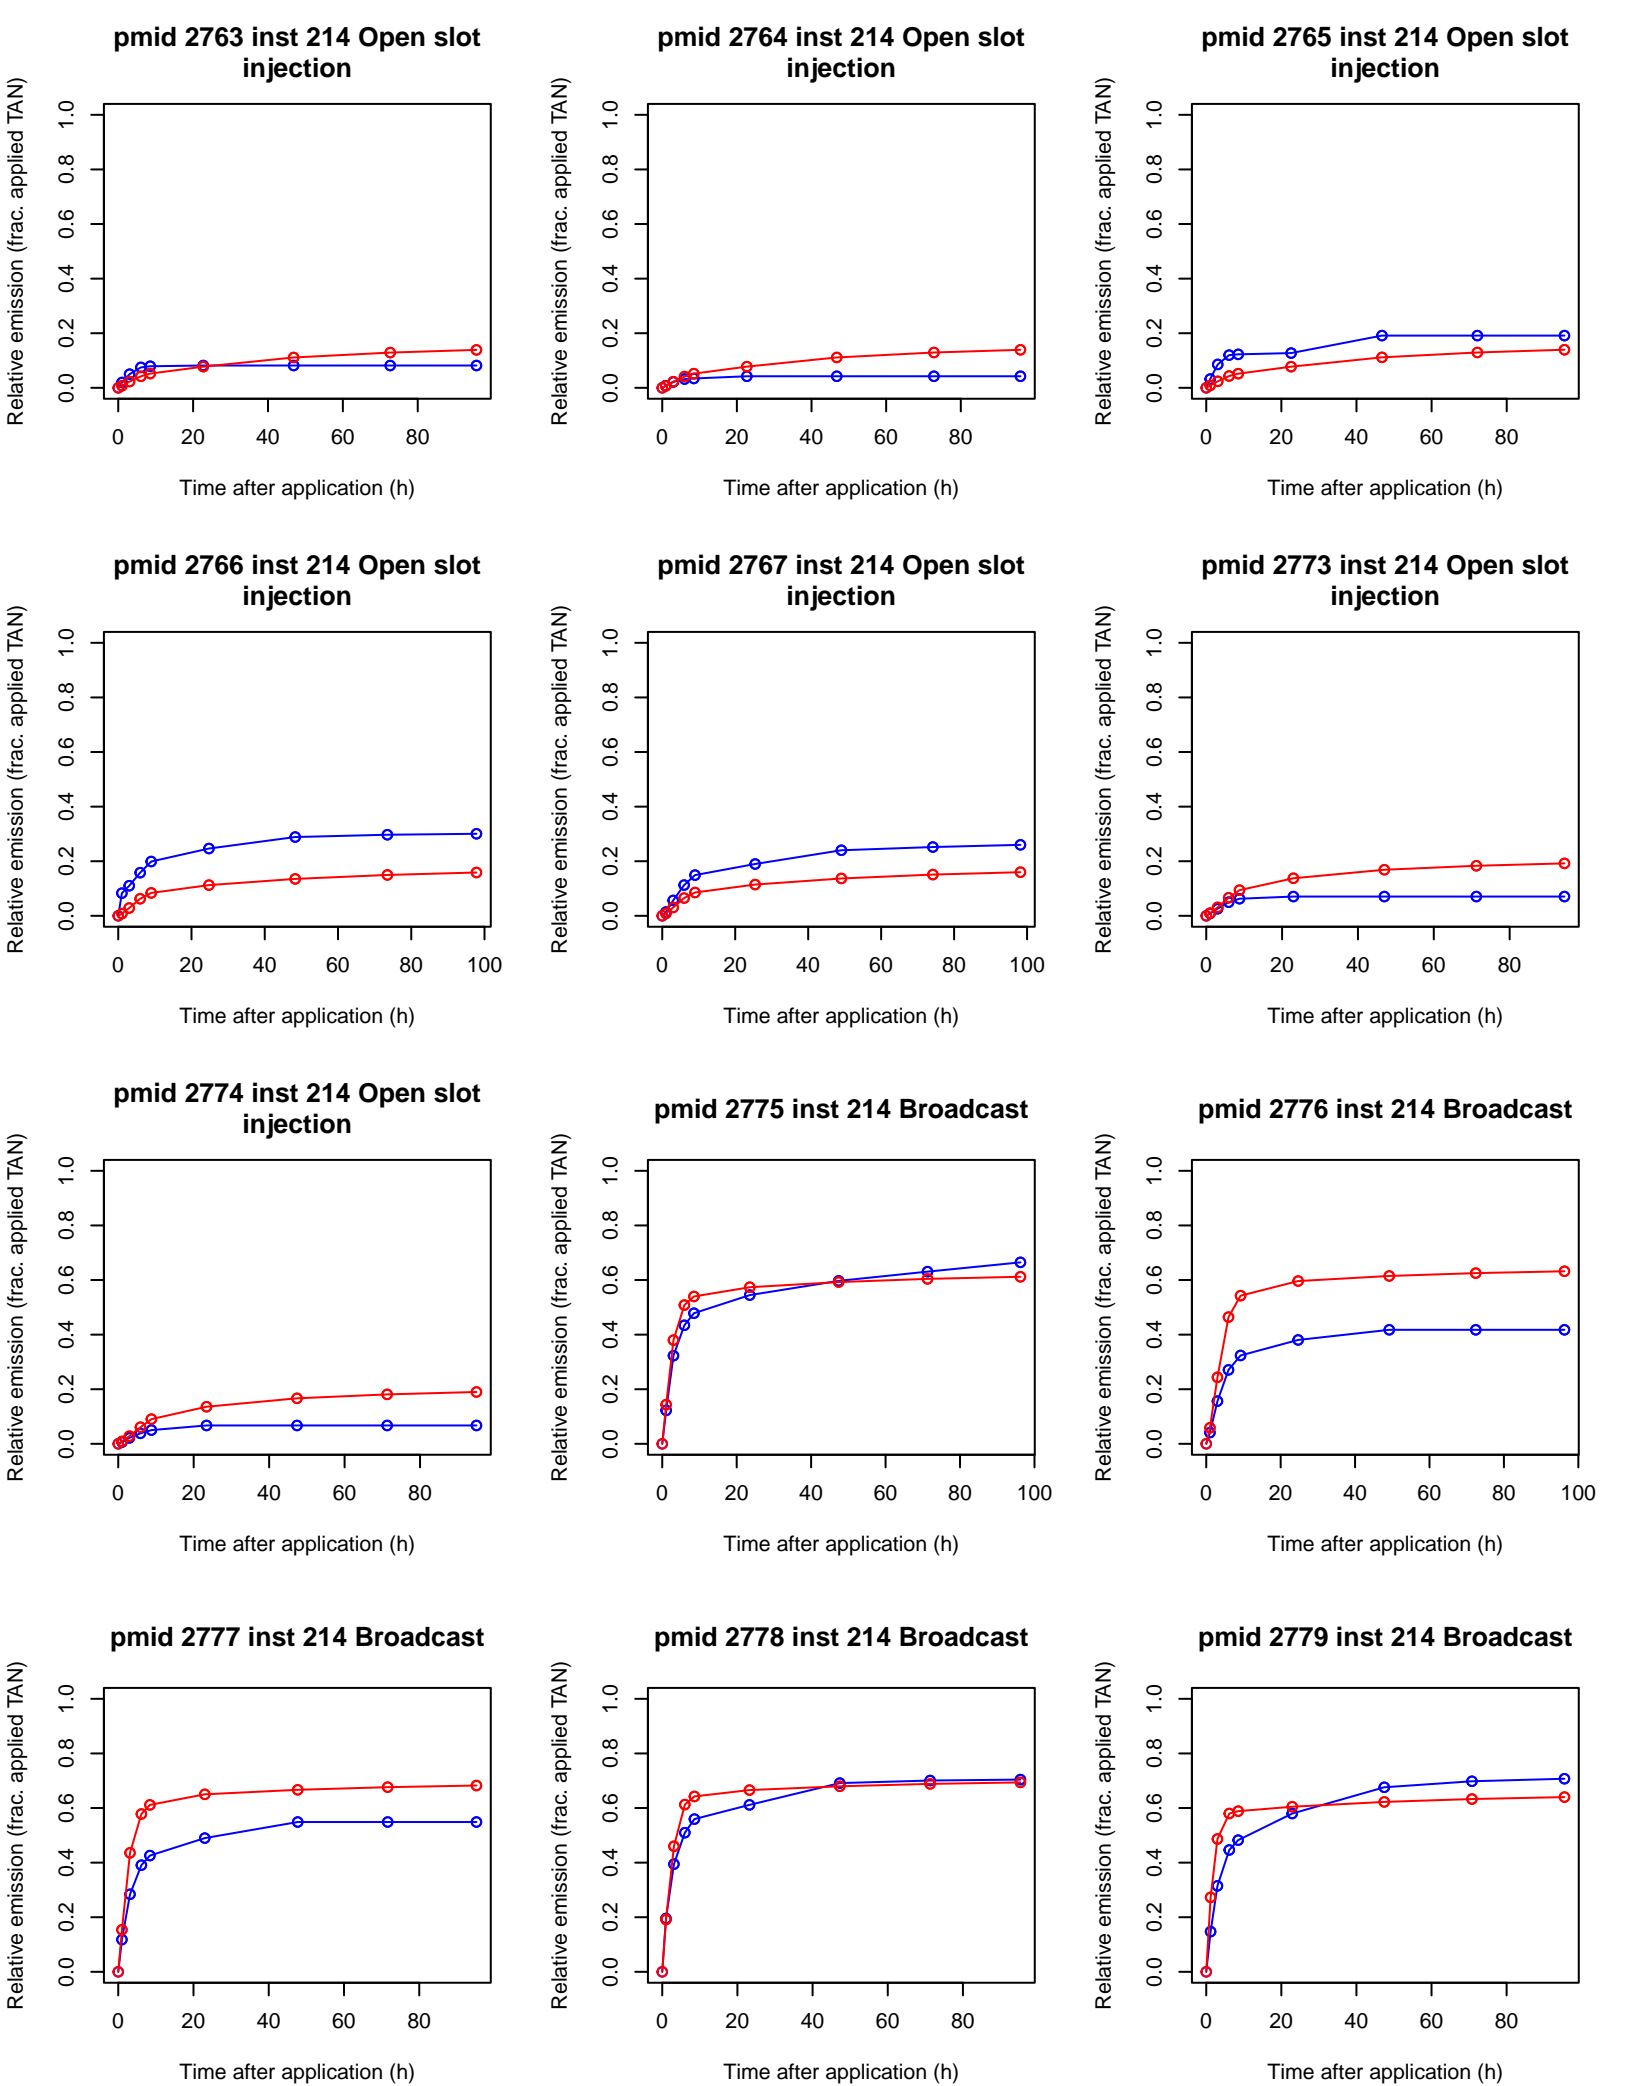 pmid 2763 inst 214 Open slot
injection
Relative emission (frac. applied TAN)
1.0
0.8
0.6
0.4
0.2
0.0
0 20 40 60 80
Time after application (h)
pmid 2764 inst 214 Open slot
injection
Relative emission (frac. applied TAN)
1.0
0.8
0.6
0.4
0.2
0.0
0 20 40 60 80
Time after application (h)
pmid 2765 inst 214 Open slot
injection
Relative emission (frac. applied TAN)
1.0
0.8
0.6
0.4
0.2
0.0
0 20 40 60 80
Time after application (h)
pmid 2766 inst 214 Open slot
injection
Relative emission (frac. applied TAN)
1.0
0.8
0.6
0.4
0.2
0.0
0 20 40 60 80 100
Time after application (h)
pmid 2767 inst 214 Open slot
injection
Relative emission (frac. applied TAN)
1.0
0.8
0.6
0.4
0.2
0.0
0 20 40 60 80 100
Time after application (h)
pmid 2773 inst 214 Open slot
injection
Relative emission (frac. applied TAN)
1.0
0.8
0.6
0.4
0.2
0.0
0 20 40 60 80
Time after application (h)
pmid 2774 inst 214 Open slot
injection
Relative emission (frac. applied TAN)
1.0
0.8
0.6
0.4
0.2
0.0
0 20 40 60 80
Time after application (h)
pmid 2775 inst 214 Broadcast
Relative emission (frac. applied TAN)
1.0
0.8
0.6
0.4
0.2
0.0
0 20 40 60 80 100
Time after application (h)
pmid 2776 inst 214 Broadcast
Relative emission (frac. applied TAN)
1.0
0.8
0.6
0.4
0.2
0.0
0 20 40 60 80 100
Time after application (h)
pmid 2777 inst 214 Broadcast
Relative emission (frac. applied TAN)
1.0
0.8
0.6
0.4
0.2
0.0
0 20 40 60 80
Time after application (h)
pmid 2778 inst 214 Broadcast
Relative emission (frac. applied TAN)
1.0
0.8
0.6
0.4
0.2
0.0
0 20 40 60 80
Time after application (h)
pmid 2779 inst 214 Broadcast
Relative emission (frac. applied TAN)
1.0
0.8
0.6
0.4
0.2
0.0
0 20 40 60 80
Time after application (h)